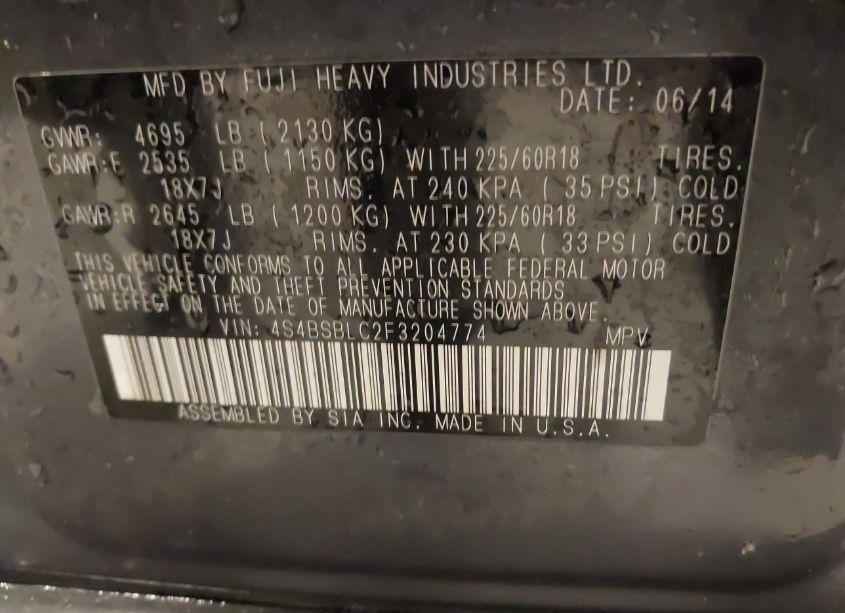 MFD BY FUJI HEAVY INDUSTRIES LTD.
DATE: 06/14
GVWR: 4695 LB (2130 KG)
GAWR:F 2535 LB (1150 KG) WITH 225/60R18 TIRES.
18X7J RIMS. AT 240 KPA (35 PSI) COLD
GAWR:R 2645 LB (1200 KG) WITH 225/60R18 TIRES.
18X7J RIMS. AT 230 KPA (33 PSI) COLD
THIS VEHICLE CONFORMS TO ALL APPLICABLE FEDERAL MOTOR
VEHICLE SAFETY AND THEFT PREVENTION STANDARDS
IN EFFECT ON THE DATE OF MANUFACTURE SHOWN ABOVE.
VIN: 4S4BSBLC2F3204774 MPV
ASSEMBLED BY SIA INC. MADE IN U.S.A.